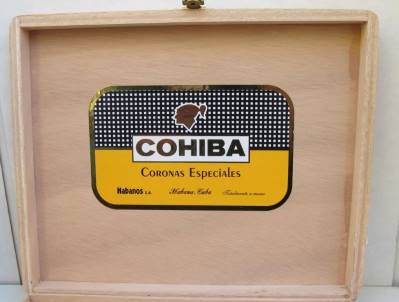 COHIBA
CORONAS ESPECIALES
Habanos S.A. Habana, Cuba Totalmente a mano